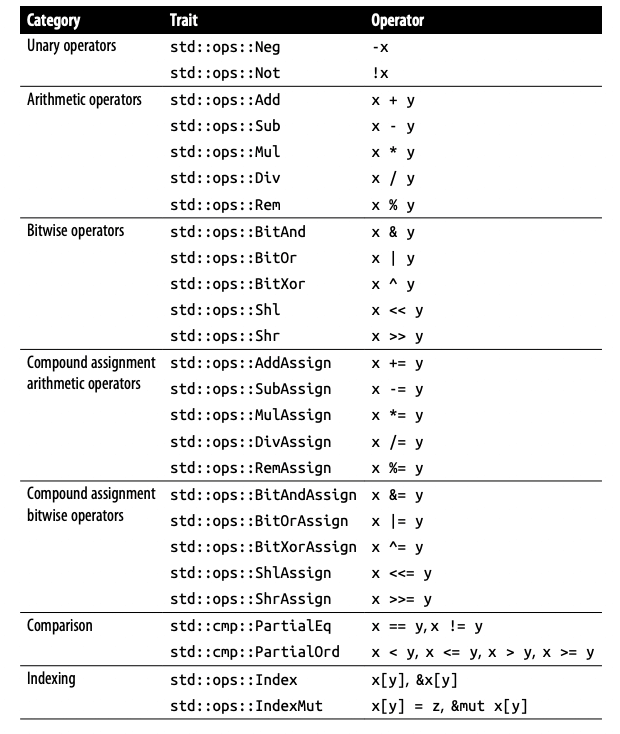 Category Trait Operator
Unary operators std::ops::Neg -x
std::ops::Not !x
Arithmetic operators std::ops::Add x + y
std::ops::Sub x - y
std::ops::Mul x * y
std::ops::Div x / y
std::ops::Rem x % y
Bitwise operators std::ops::BitAnd x & y
std::ops::BitOr x | y
std::ops::BitXor x ^ y
std::ops::Shl x << y
std::ops::Shr x >> y
Compound assignment std::ops::AddAssign x += y
arithmetic operators std::ops::SubAssign x -= y
std::ops::MulAssign x *= y
std::ops::DivAssign x /= y
std::ops::RemAssign x %= y
Compound assignment std::ops::BitAndAssign x &= y
bitwise operators std::ops::BitOrAssign x |= y
std::ops::BitXorAssign x ^= y
std::ops::ShlAssign x <<= y
std::ops::ShrAssign x >>= y
Comparison std::cmp::PartialEq x == y, x != y
std::cmp::PartialOrd x < y, x <= y, x > y, x >= y
Indexing std::ops::Index x[y], &x[y]
std::ops::IndexMut x[y] = z, &mut x[y]